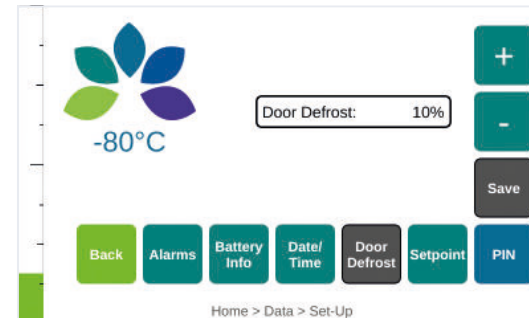 +
Door Defrost: 10%
-
-80°C
Save
Back
Alarms
Battery
Info
Date/
Time
Door
Defrost
Setpoint
PIN
Home > Data > Set-Up